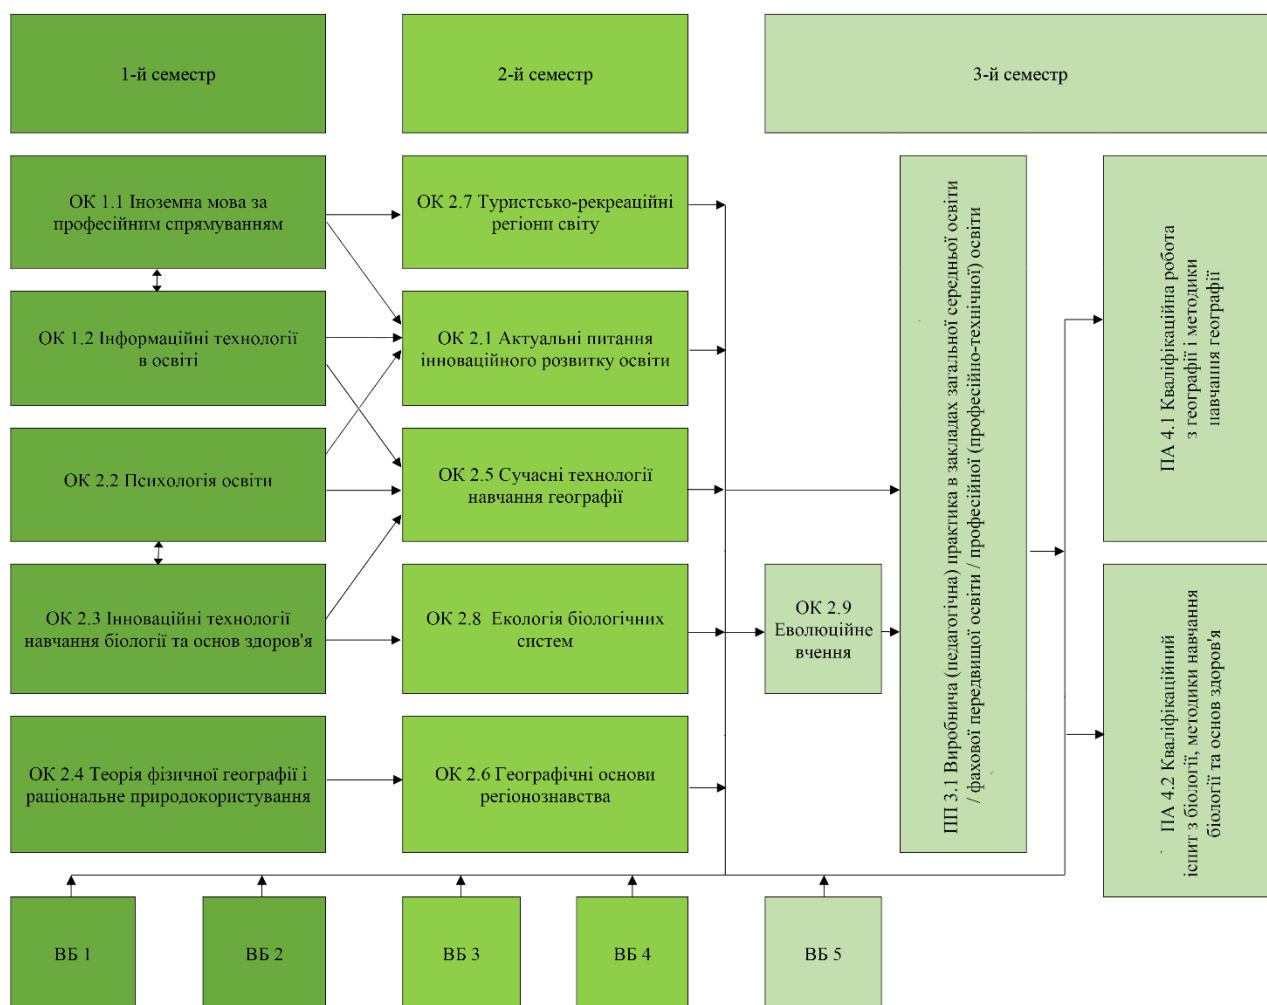 1-й семестр
2-й семестр
3-й семестр
ОК 1.1 Іноземна мова за
професійним спрямуванням
ОК 2.7 Туристсько-рекреаційні
регіони світу
ОК 1.2 Інформаційні технології
в освіті
ОК 2.1 Актуальні питання
інноваційного розвитку освіти
ОК 2.2 Психологія освіти
ОК 2.5 Сучасні технології
навчання географії
ОК 2.3 Інноваційні технології
навчання біології та основ здоров'я
ОК 2.8 Екологія біологічних
систем
ОК 2.9
Еволюційне
вчення
ОК 2.4 Теорія фізичної географії і
раціональне природокористування
ОК 2.6 Географічні основи
регіонознавства
ПП 3.1 Виробнича (педагогічна) практика в закладах загальної середньої освіти
/ фахової передвищої освіти / професійної (професійно-технічної) освіти
ПА 4.1 Кваліфікаційна робота
з географії і методики
навчання географії
ПА 4.2 Кваліфікаційний
іспит з біології, методики навчання
біології та основ здоров'я
ВБ 1
ВБ 2
ВБ 3
ВБ 4
ВБ 5